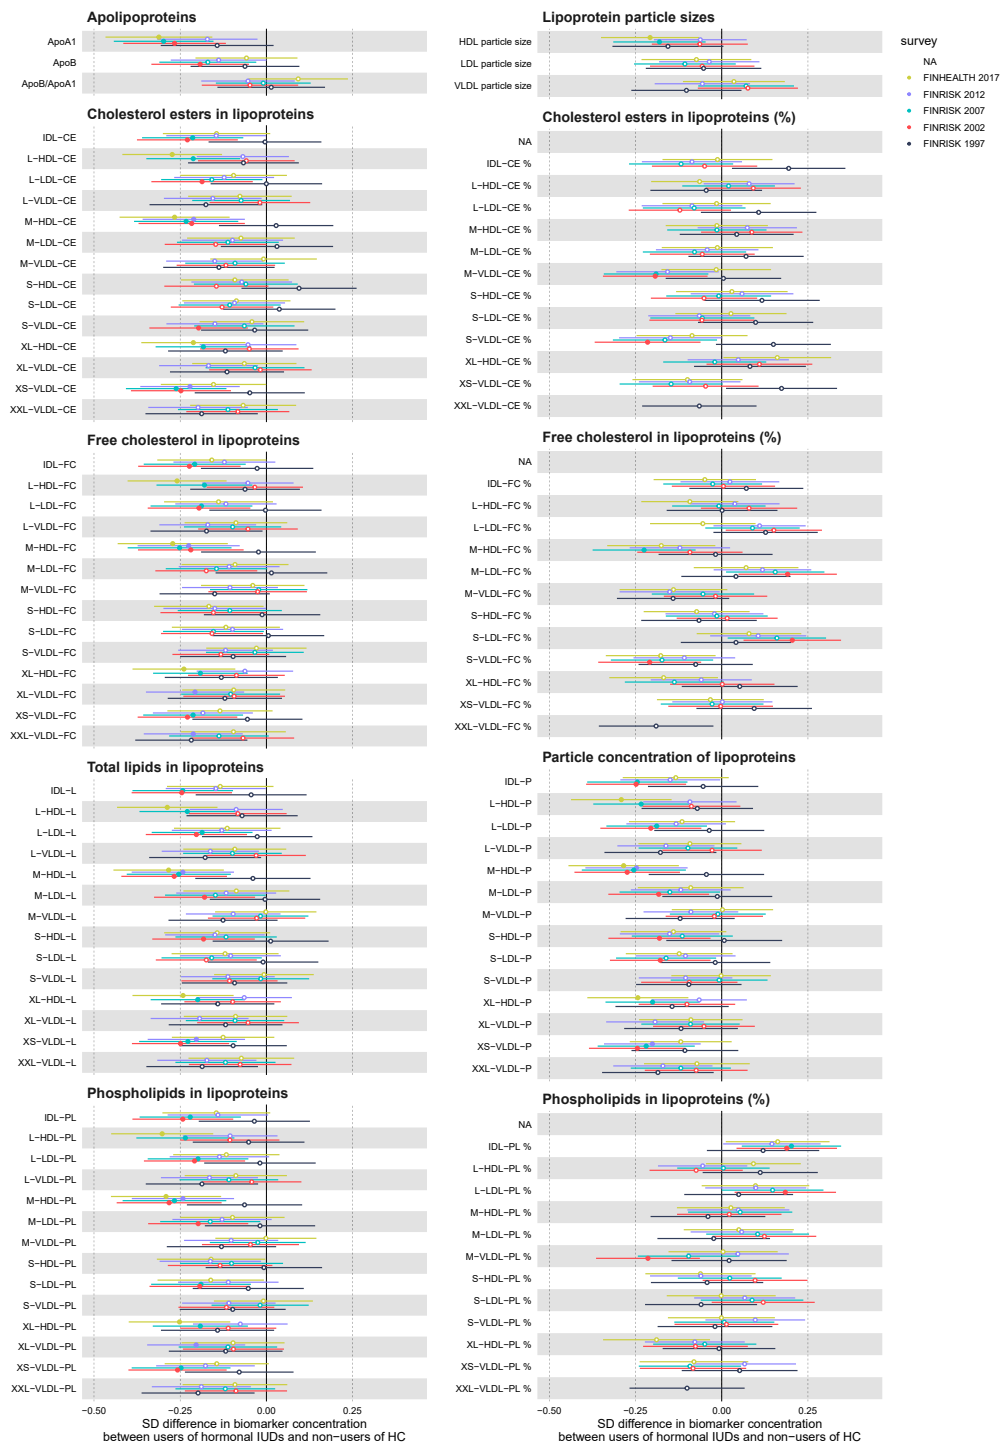 Apolipoproteins
ApoA1
ApoB
ApoB/ApoA1
Cholesterol esters in lipoproteins
IDL−CE
L−HDL−CE
L−LDL−CE
L−VLDL−CE
M−HDL−CE
M−LDL−CE
M−VLDL−CE
S−HDL−CE
S−LDL−CE
S−VLDL−CE
XL−HDL−CE
XL−VLDL−CE
XS−VLDL−CE
XXL−VLDL−CE
Free cholesterol in lipoproteins
IDL−FC
L−HDL−FC
L−LDL−FC
L−VLDL−FC
M−HDL−FC
M−LDL−FC
M−VLDL−FC
S−HDL−FC
S−LDL−FC
S−VLDL−FC
XL−HDL−FC
XL−VLDL−FC
XS−VLDL−FC
XXL−VLDL−FC
Total lipids in lipoproteins
IDL−L
L−HDL−L
L−LDL−L
L−VLDL−L
M−HDL−L
M−LDL−L
M−VLDL−L
S−HDL−L
S−LDL−L
S−VLDL−L
XL−HDL−L
XL−VLDL−L
XS−VLDL−L
XXL−VLDL−L
Phospholipids in lipoproteins
IDL−PL
L−HDL−PL
L−LDL−PL
L−VLDL−PL
M−HDL−PL
M−LDL−PL
M−VLDL−PL
S−HDL−PL
S−LDL−PL
S−VLDL−PL
XL−HDL−PL
XL−VLDL−PL
XS−VLDL−PL
XXL−VLDL−PL
−0.50 −0.25 0.00 0.25
SD difference in biomarker concentration
between users of hormonal IUDs and non−users of HC
Lipoprotein particle sizes
HDL particle size
LDL particle size
VLDL particle size
Cholesterol esters in lipoproteins (%)
NA
IDL−CE %
L−HDL−CE %
L−LDL−CE %
M−HDL−CE %
M−LDL−CE %
M−VLDL−CE %
S−HDL−CE %
S−LDL−CE %
S−VLDL−CE %
XL−HDL−CE %
XS−VLDL−CE %
XXL−VLDL−CE %
Free cholesterol in lipoproteins (%)
NA
IDL−FC %
L−HDL−FC %
L−LDL−FC %
M−HDL−FC %
M−LDL−FC %
M−VLDL−FC %
S−HDL−FC %
S−LDL−FC %
S−VLDL−FC %
XL−HDL−FC %
XS−VLDL−FC %
XXL−VLDL−FC %
Particle concentration of lipoproteins
IDL−P
L−HDL−P
L−LDL−P
L−VLDL−P
M−HDL−P
M−LDL−P
M−VLDL−P
S−HDL−P
S−LDL−P
S−VLDL−P
XL−HDL−P
XL−VLDL−P
XS−VLDL−P
XXL−VLDL−P
Phospholipids in lipoproteins (%)
NA
IDL−PL %
L−HDL−PL %
L−LDL−PL %
M−HDL−PL %
M−LDL−PL %
M−VLDL−PL %
S−HDL−PL %
S−LDL−PL %
S−VLDL−PL %
XL−HDL−PL %
XS−VLDL−PL %
XXL−VLDL−PL %
−0.50 −0.25 0.00 0.25
SD difference in biomarker concentration
between users of hormonal IUDs and non−users of HC
survey
NA
FINHEALTH 2017
FINRISK 2012
FINRISK 2007
FINRISK 2002
FINRISK 1997